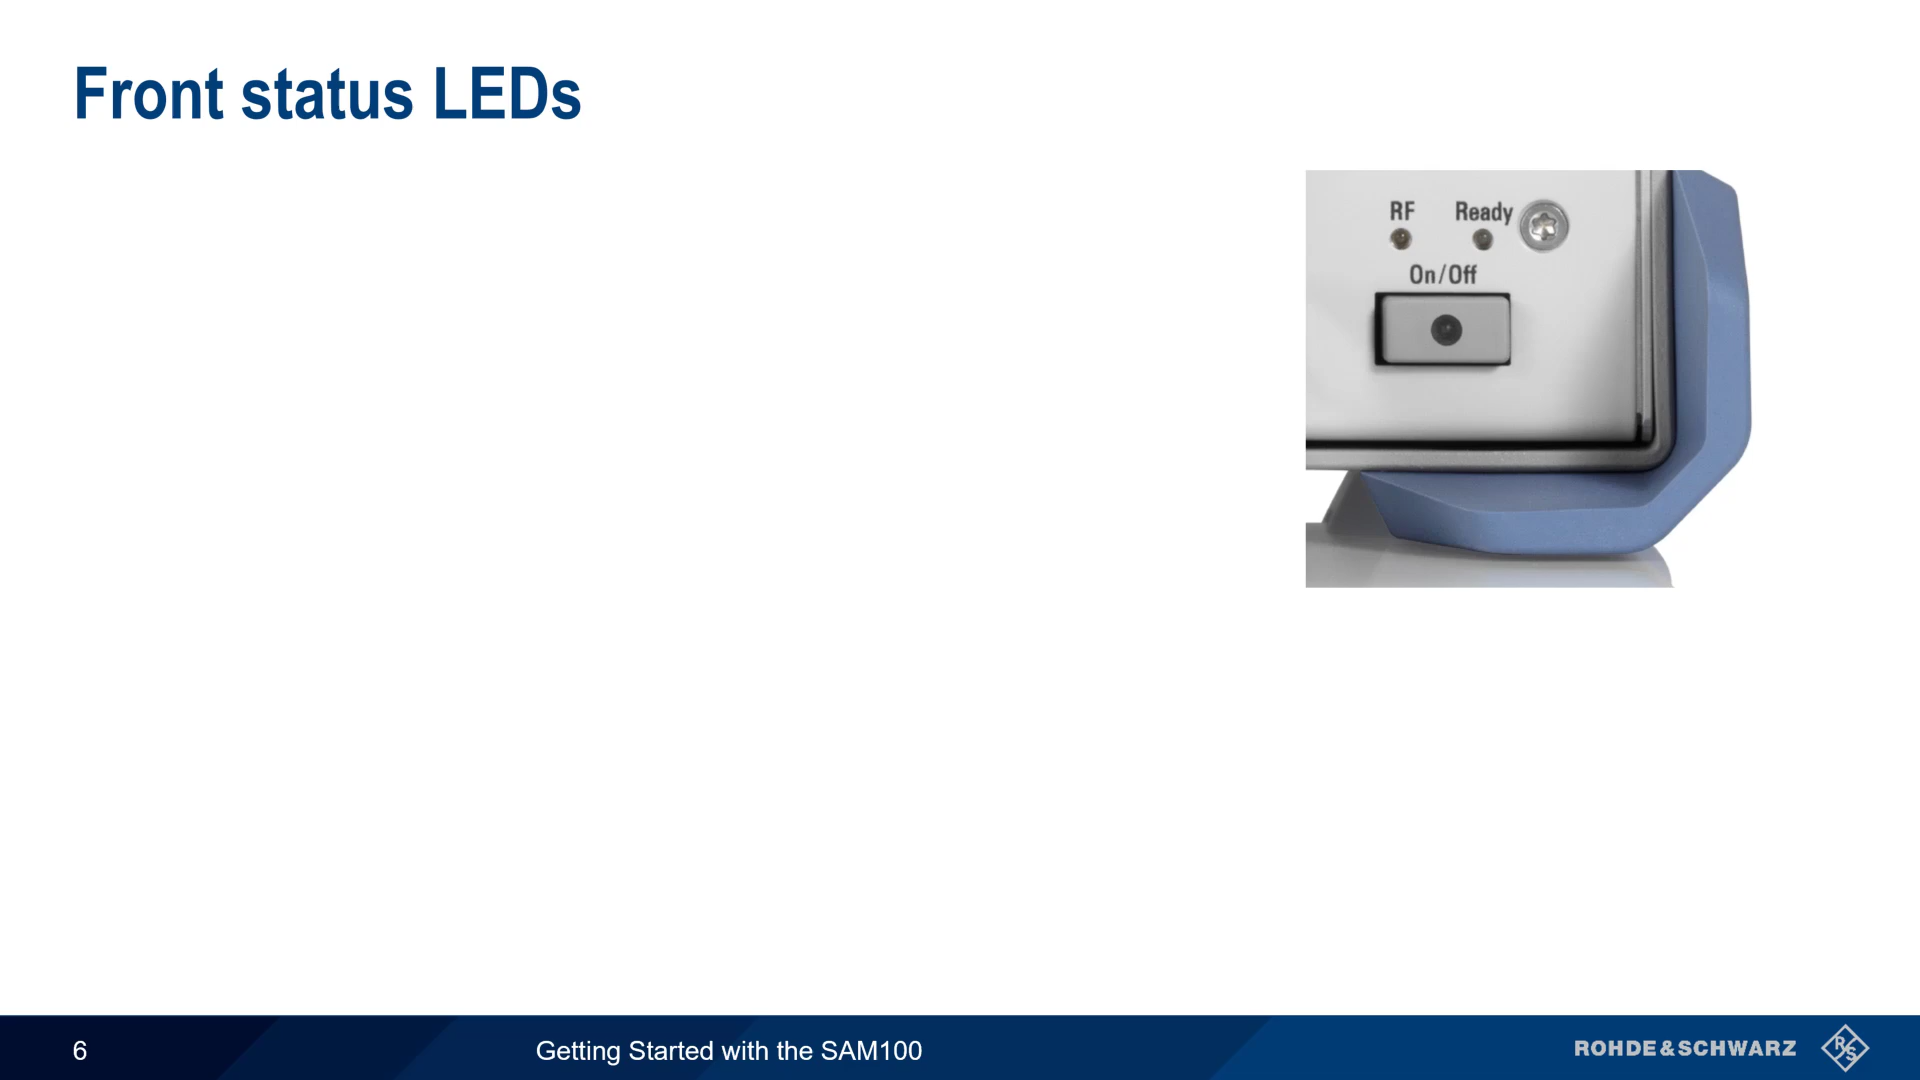 Front status LEDs
RF Ready
On/Off
6
Getting Started with the SAM100
ROHDE&SCHWARZ
R
S